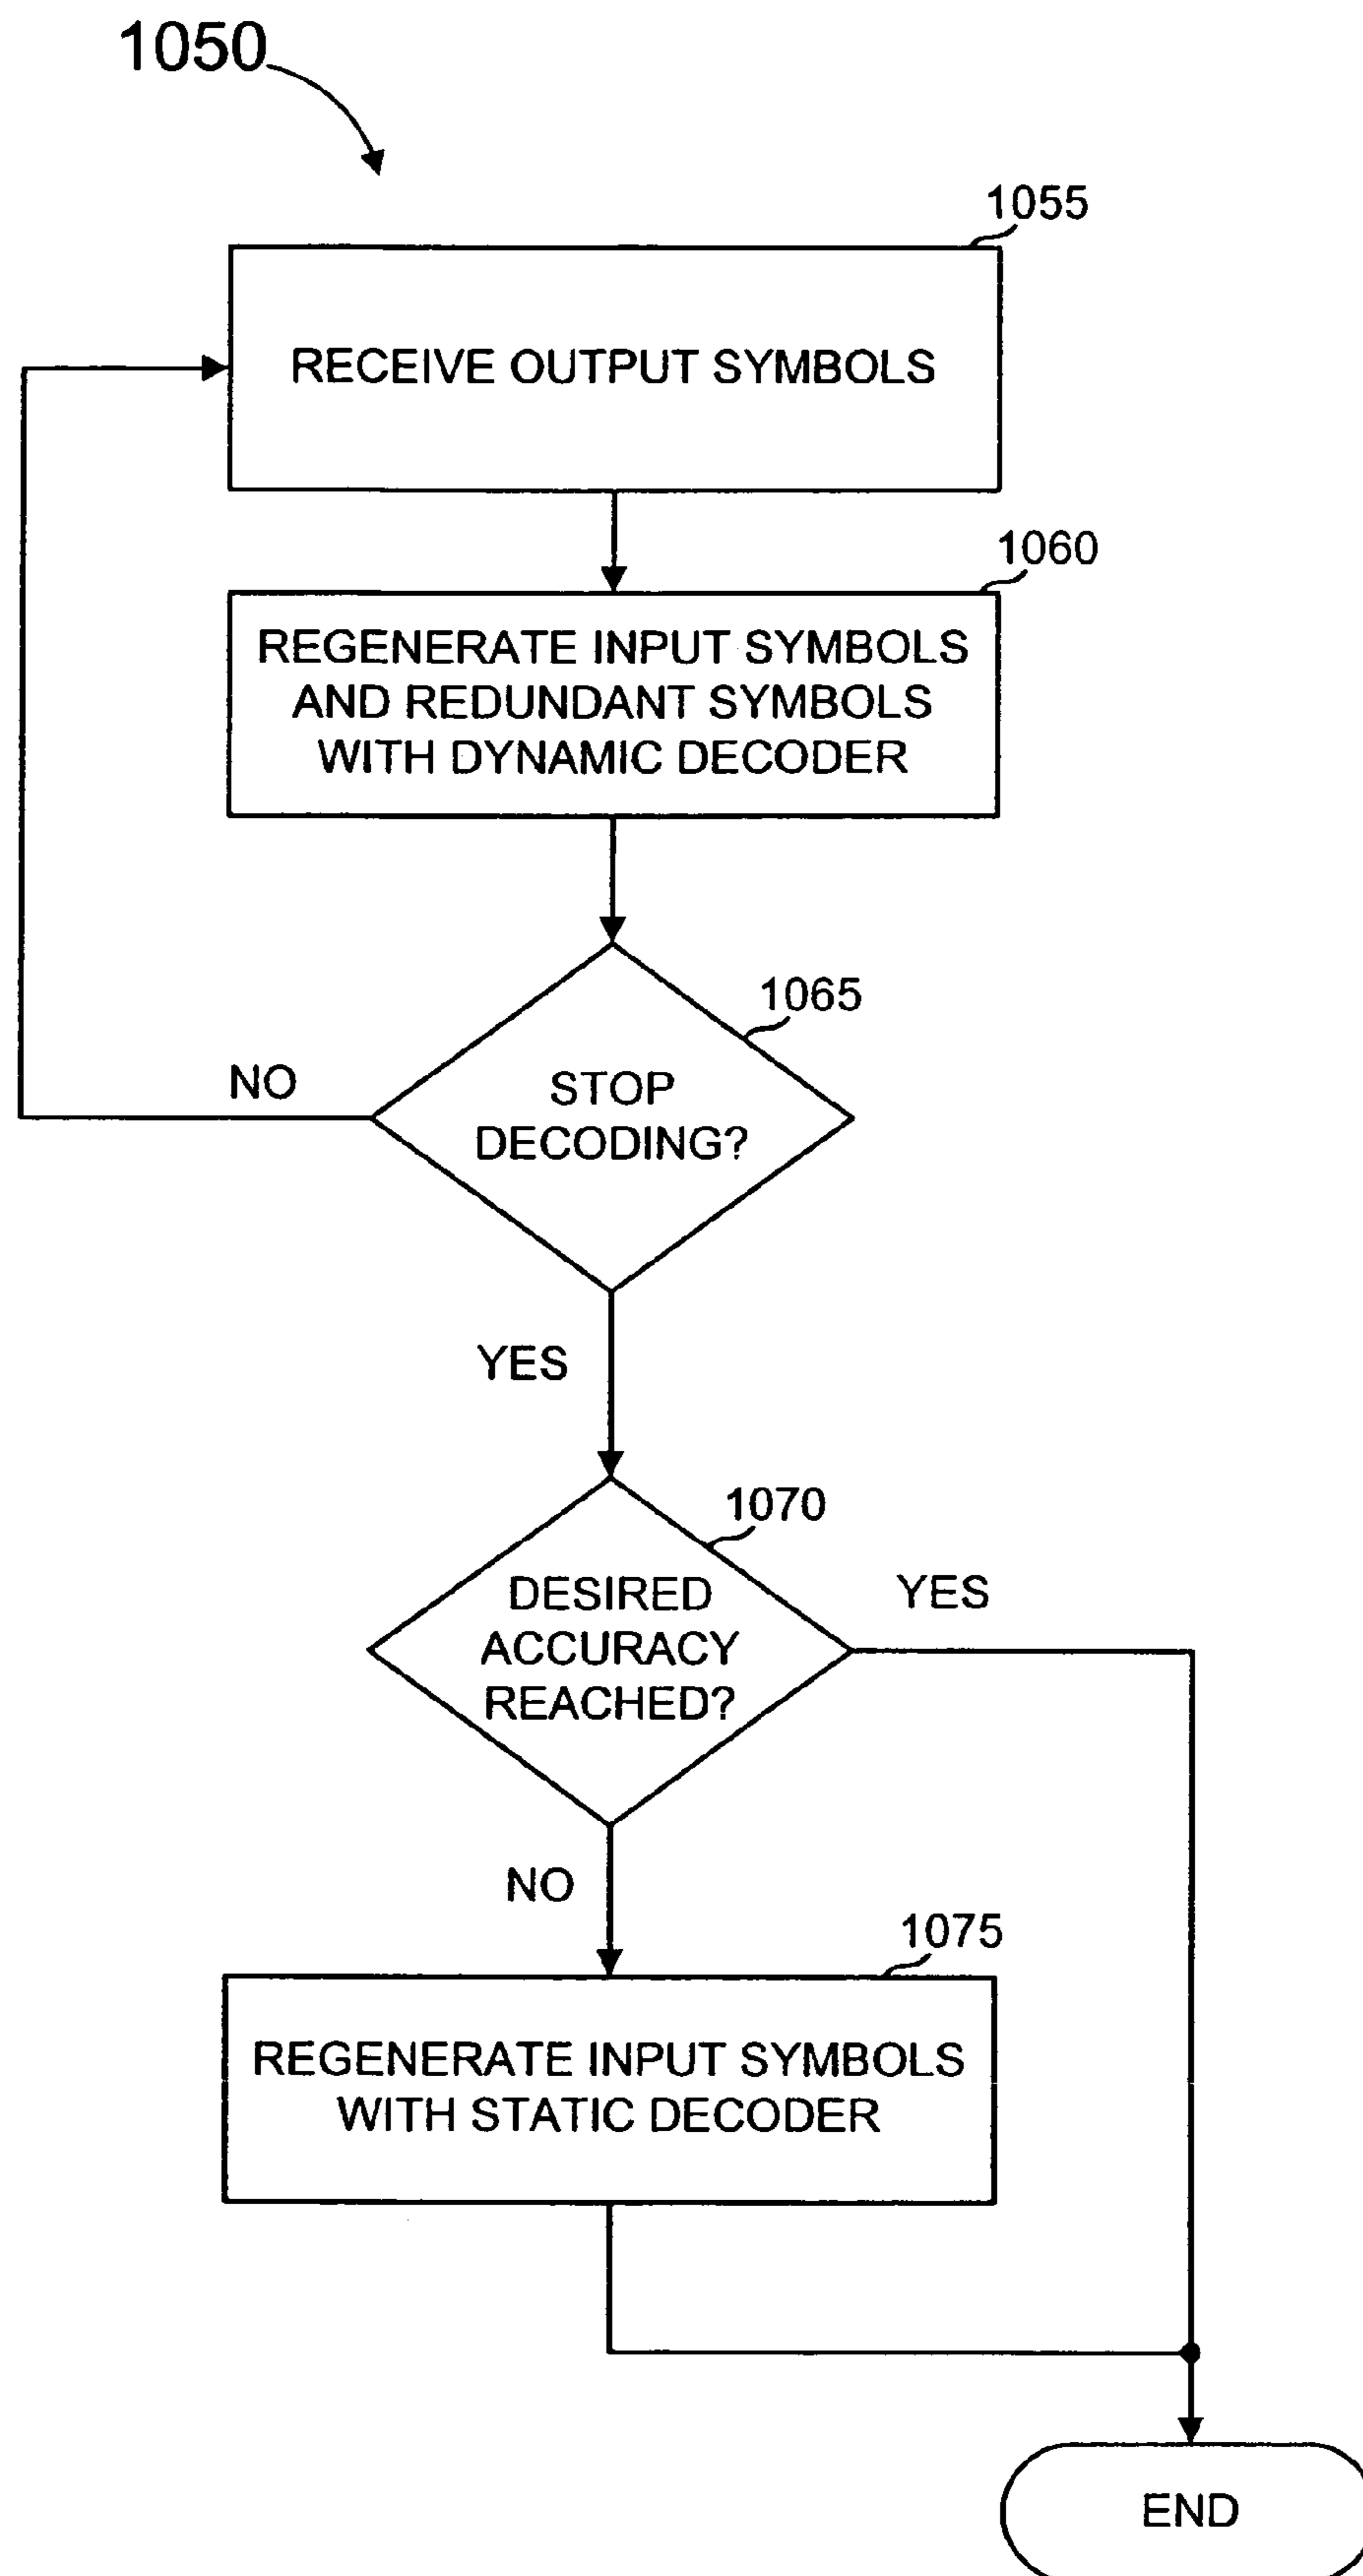 1050
1055
RECEIVE OUTPUT SYMBOLS
1060
REGENERATE INPUT SYMBOLS
AND REDUNDANT SYMBOLS
WITH DYNAMIC DECODER
1065
STOP
DECODING?
NO
YES
1070
DESIRED
ACCURACY
REACHED?
YES
NO
1075
REGENERATE INPUT SYMBOLS
WITH STATIC DECODER
END